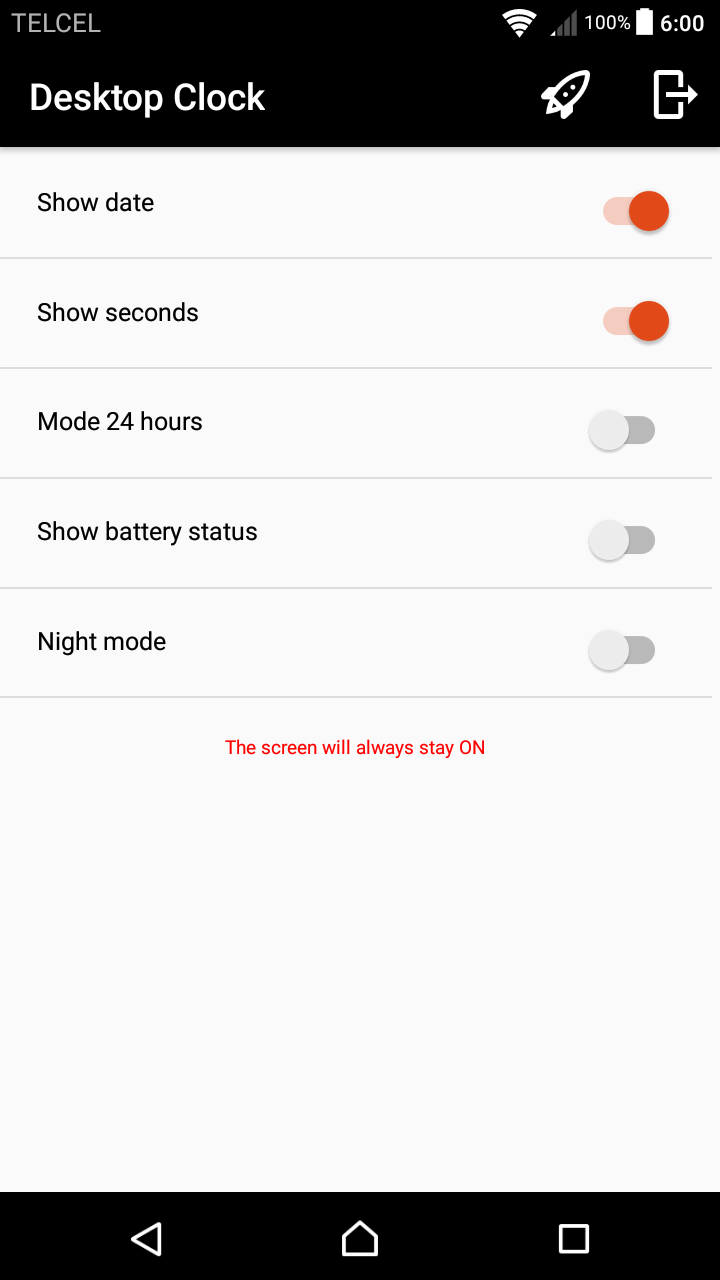 TELCEL 100% 6:00
Desktop Clock
Show date
Show seconds
Mode 24 hours
Show battery status
Night mode
The screen will always stay ON